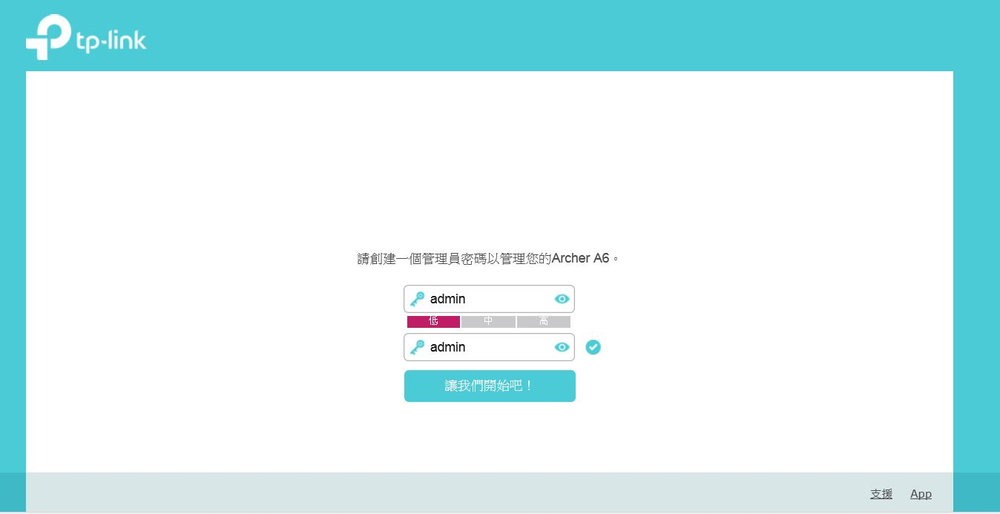 tp-link
請創建一個管理員密碼以管理您的Archer A6。
admin
低 中 高
admin
讓我們開始吧！
支援 App